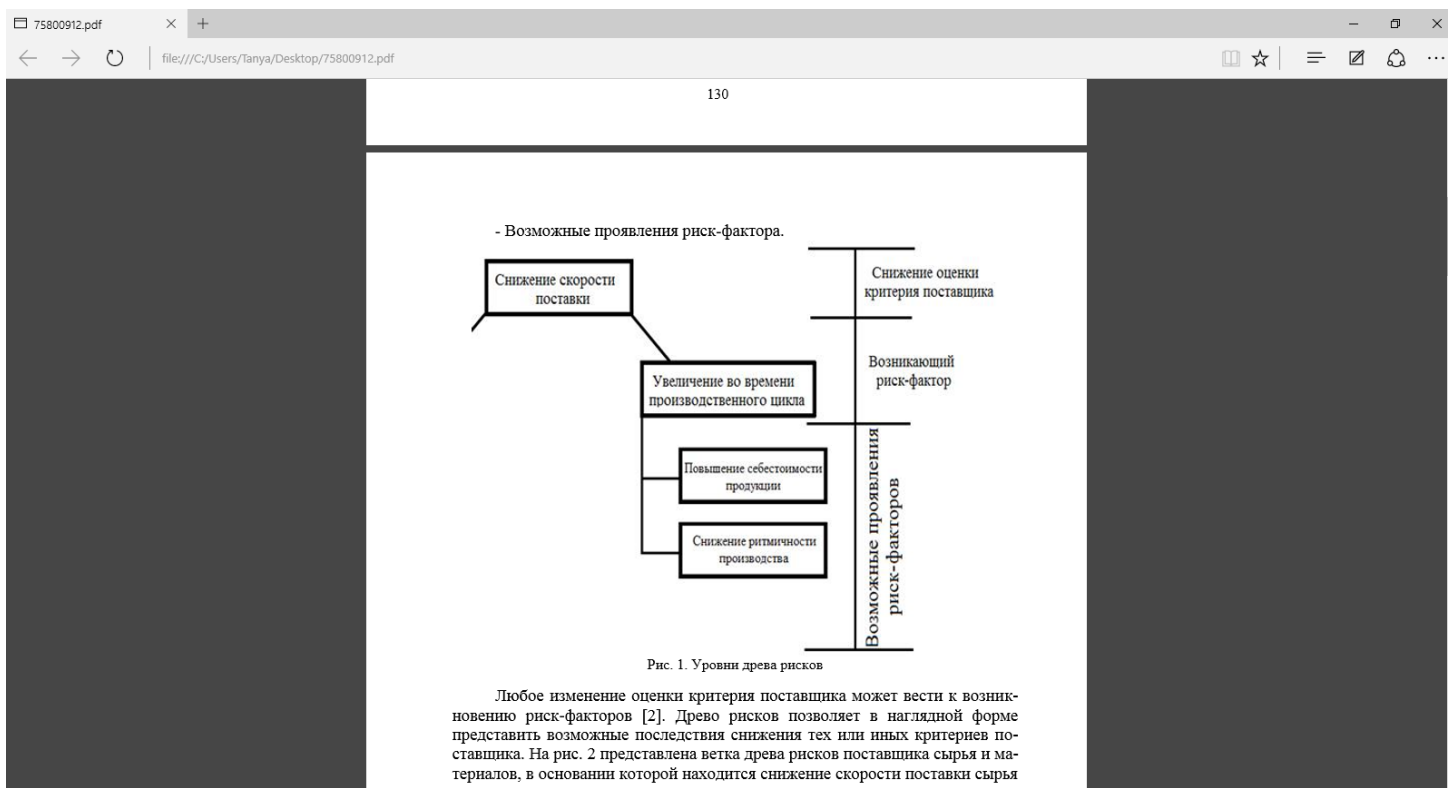 75800912.pdf
file:///C:/Users/Tanya/Desktop/75800912.pdf
130
- Возможные проявления риск-фактора.
Снижение скорости
поставки
Снижение оценки
критерия поставщика
Увеличение во времени
производственного цикла
Возникающий
риск-фактор
Повышение себестоимости
продукции
Снижение ритмичности
производства
Возможные проявления
риск-факторов
Рис. 1. Уровни древа рисков
Любое изменение оценки критерия поставщика может вести к возник-
новению риск-факторов [2]. Древо рисков позволяет в наглядной форме
представить возможные последствия снижения тех или иных критериев по-
ставщика. На рис. 2 представлена ветка древа рисков поставщика сырья и ма-
териалов, в основании которой находится снижение скорости поставки сырья